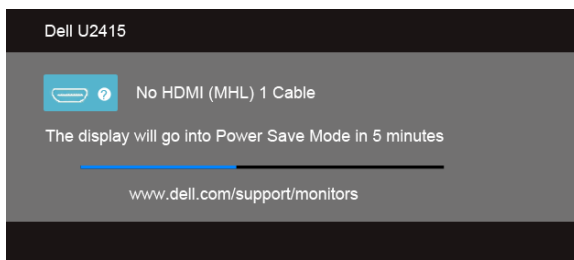 Dell U2415
? No HDMI (MHL) 1 Cable
The display will go into Power Save Mode in 5 minutes
www.dell.com/support/monitors